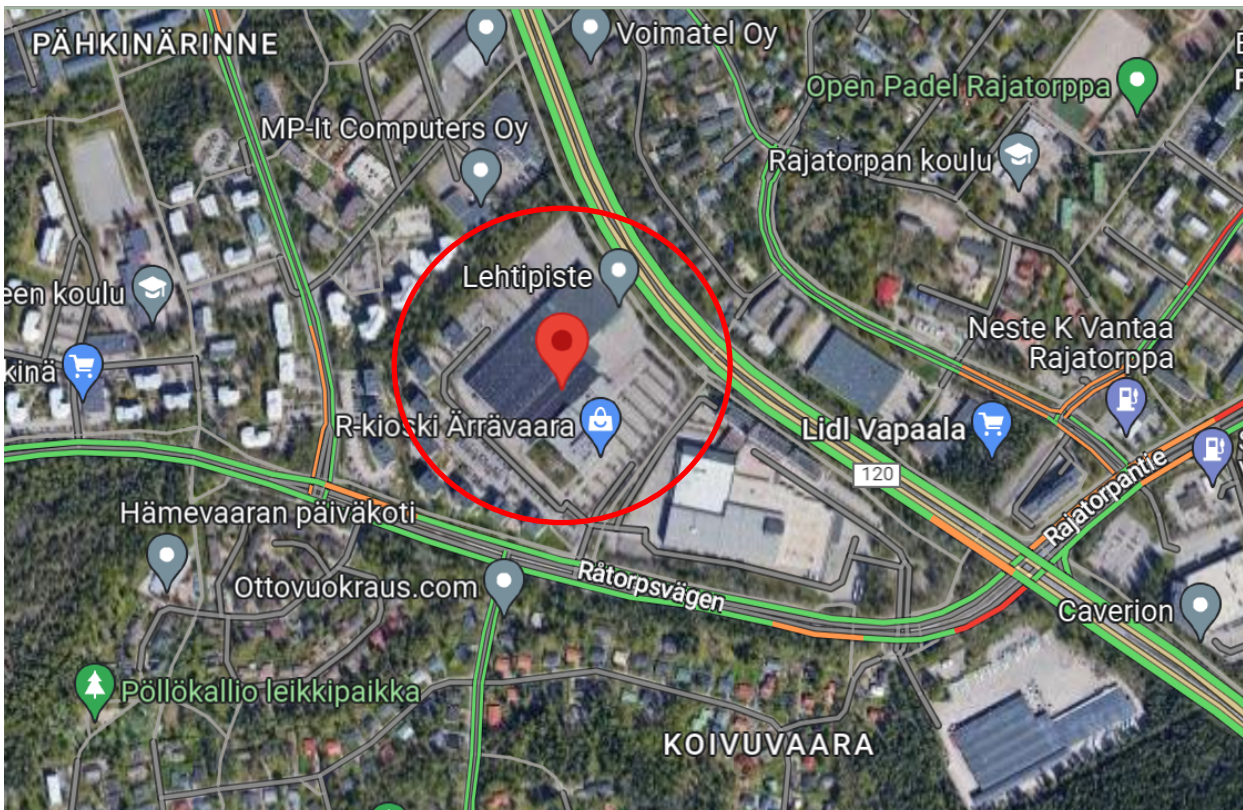 PÄHKINÄRINNE
Voimatel Oy
Open Padel Rajatorppa
MP-It Computers Oy
Rajatorpan koulu
Lehtipiste
een koulu
Neste K Vantaa
Rajatorppa
kinä
R-kioski Ärrävaara
Lidl Vapaala
120
Rajatorpantie
Hämevaaran päiväkoti
Råtorpsvägen
Ottovuokraus.com
Caverion
Pöllökallio leikkipaikka
KOIVUVAARA